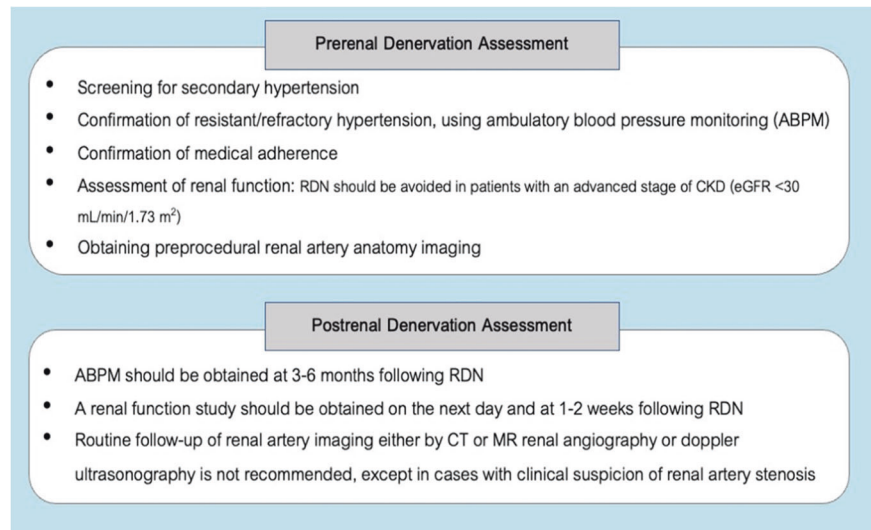 Prerenal Denervation Assessment
• Screening for secondary hypertension
• Confirmation of resistant/refractory hypertension, using ambulatory blood pressure monitoring (ABPM)
• Confirmation of medical adherence
• Assessment of renal function: RDN should be avoided in patients with an advanced stage of CKD (eGFR <30
mL/min/1.73 m²)
• Obtaining preprocedural renal artery anatomy imaging
Postrenal Denervation Assessment
• ABPM should be obtained at 3-6 months following RDN
• A renal function study should be obtained on the next day and at 1-2 weeks following RDN
• Routine follow-up of renal artery imaging either by CT or MR renal angiography or doppler
ultrasonography is not recommended, except in cases with clinical suspicion of renal artery stenosis